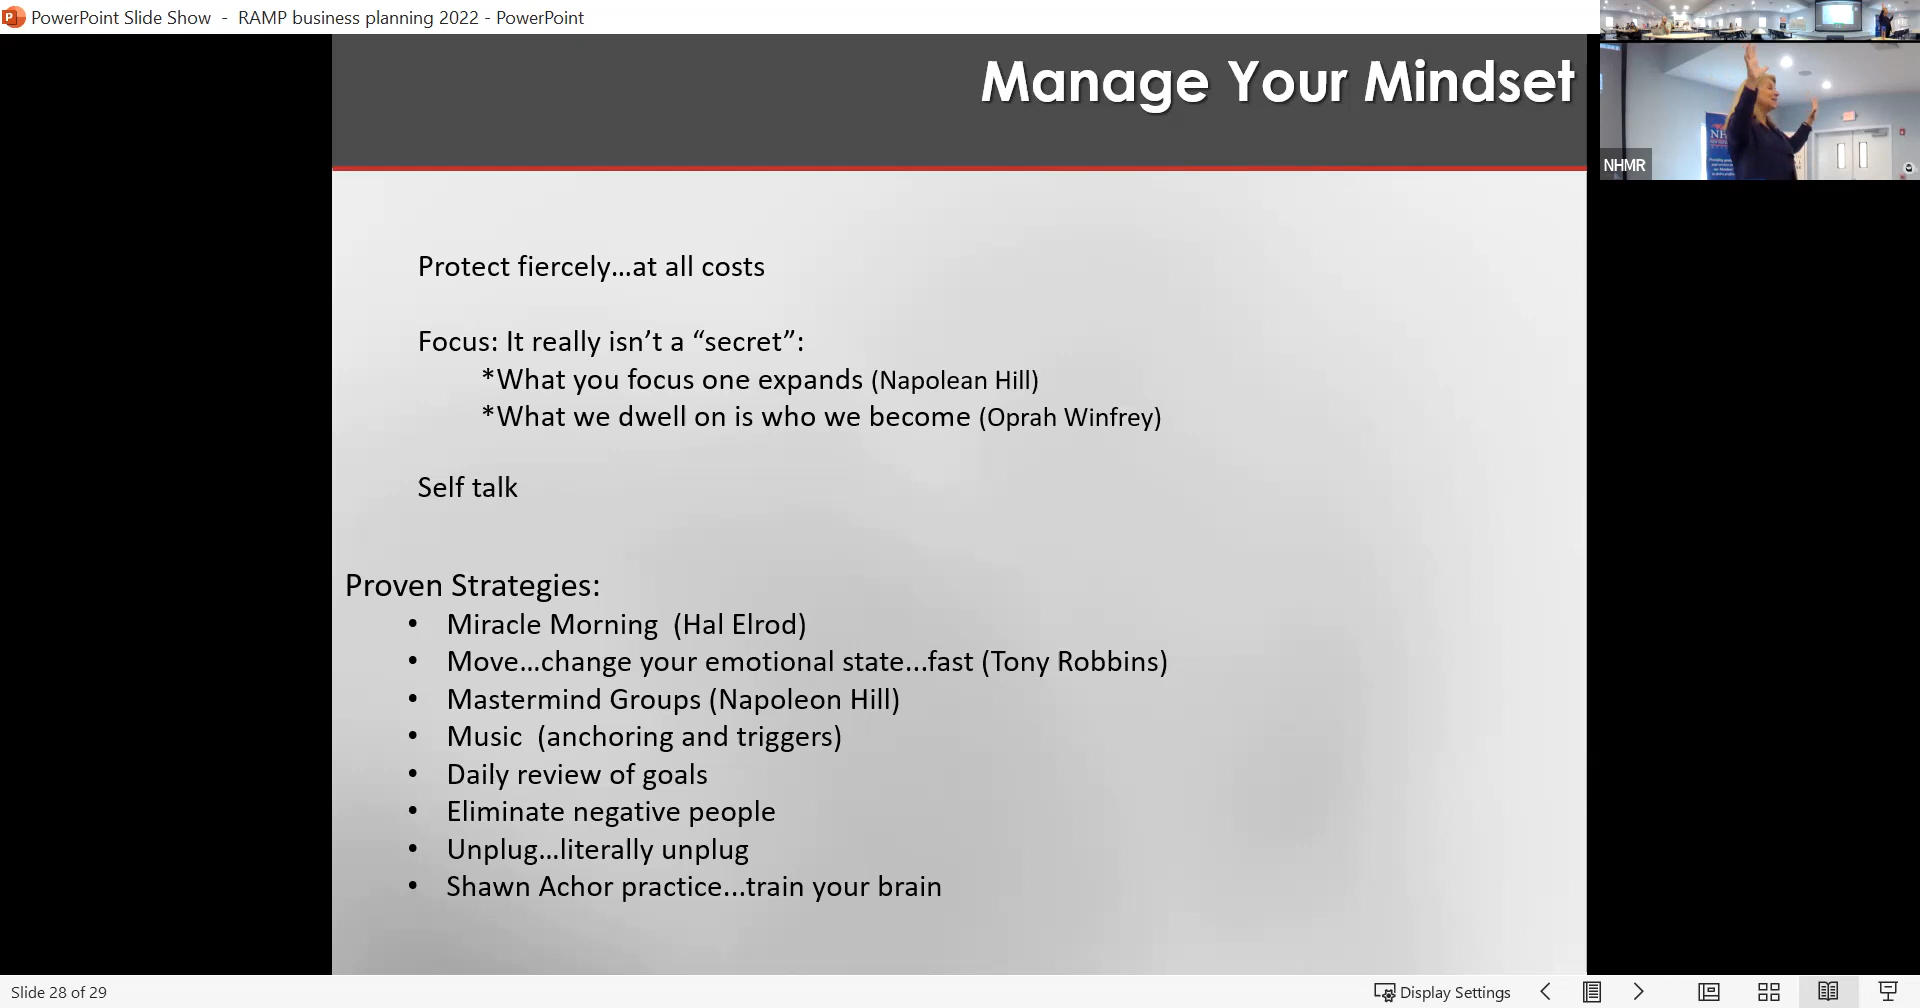 PowerPoint Slide Show - RAMP business planning 2022 - PowerPoint
Manage Your Mindset
NHMR
Protect fiercely...at all costs
Focus: It really isn’t a “secret”:
*What you focus one expands (Napolean Hill)
*What we dwell on is who we become (Oprah Winfrey)
Self talk
Proven Strategies:
• Miracle Morning (Hal Elrod)
• Move...change your emotional state...fast (Tony Robbins)
• Mastermind Groups (Napoleon Hill)
• Music (anchoring and triggers)
• Daily review of goals
• Eliminate negative people
• Unplug...literally unplug
• Shawn Achor practice...train your brain
Slide 28 of 29
Display Settings